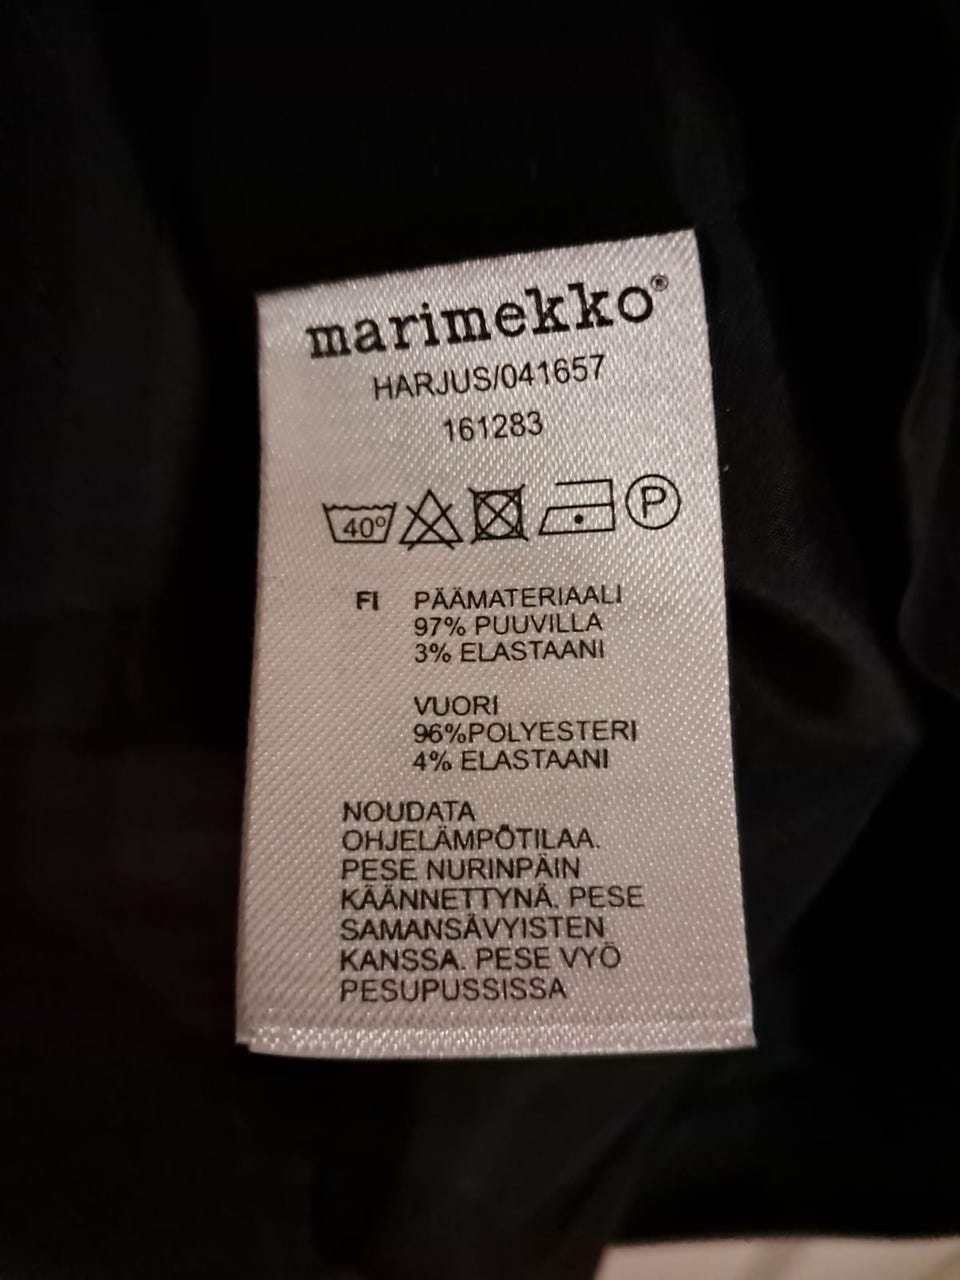 marimekko®
HARJUS/041657
161283
40° P
FI PÄÄMATERIAALI
97% PUUVILLA
3% ELASTAANI
VUORI
96%POLYESTERI
4% ELASTAANI
NOUDATA
OHJELÄMPÖTILAA.
PESE NURINPÄIN
KÄÄNNETTYNÄ. PESE
SAMANSÄVYISTEN
KANSSA. PESE VYÖ
PESUPUSSISSA